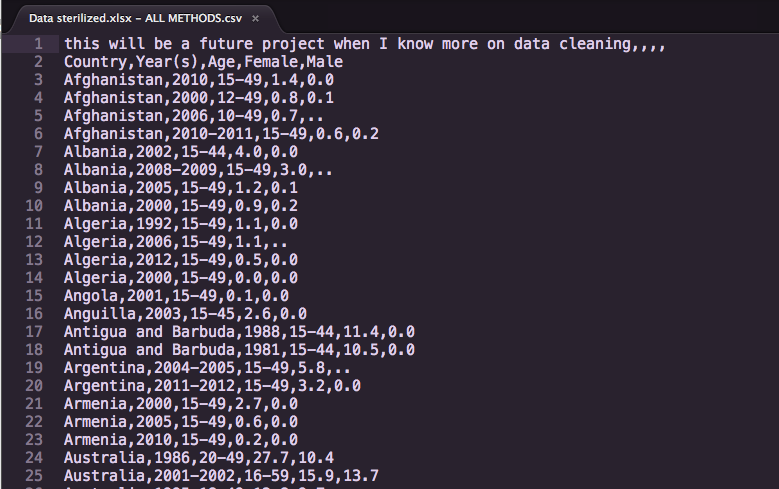 Data sterilized.xlsx – ALL METHODS.csv ×
1 this will be a future project when I know more on data cleaning,,,,
2 Country,Year(s),Age,Female,Male
3 Afghanistan,2010,15-49,1.4,0.0
4 Afghanistan,2000,12-49,0.8,0.1
5 Afghanistan,2006,10-49,0.7,..
6 Afghanistan,2010-2011,15-49,0.6,0.2
7 Albania,2002,15-44,4.0,0.0
8 Albania,2008-2009,15-49,3.0,..
9 Albania,2005,15-49,1.2,0.1
10 Albania,2000,15-49,0.9,0.2
11 Algeria,1992,15-49,1.1,0.0
12 Algeria,2006,15-49,1.1,..
13 Algeria,2012,15-49,0.5,0.0
14 Algeria,2000,15-49,0.0,0.0
15 Angola,2001,15-49,0.1,0.0
16 Anguilla,2003,15-45,2.6,0.0
17 Antigua and Barbuda,1988,15-44,11.4,0.0
18 Antigua and Barbuda,1981,15-44,10.5,0.0
19 Argentina,2004-2005,15-49,5.8,..
20 Argentina,2011-2012,15-49,3.2,0.0
21 Armenia,2000,15-49,2.7,0.0
22 Armenia,2005,15-49,0.6,0.0
23 Armenia,2010,15-49,0.2,0.0
24 Australia,1986,20-49,27.7,10.4
25 Australia,2001-2002,16-59,15.9,13.7